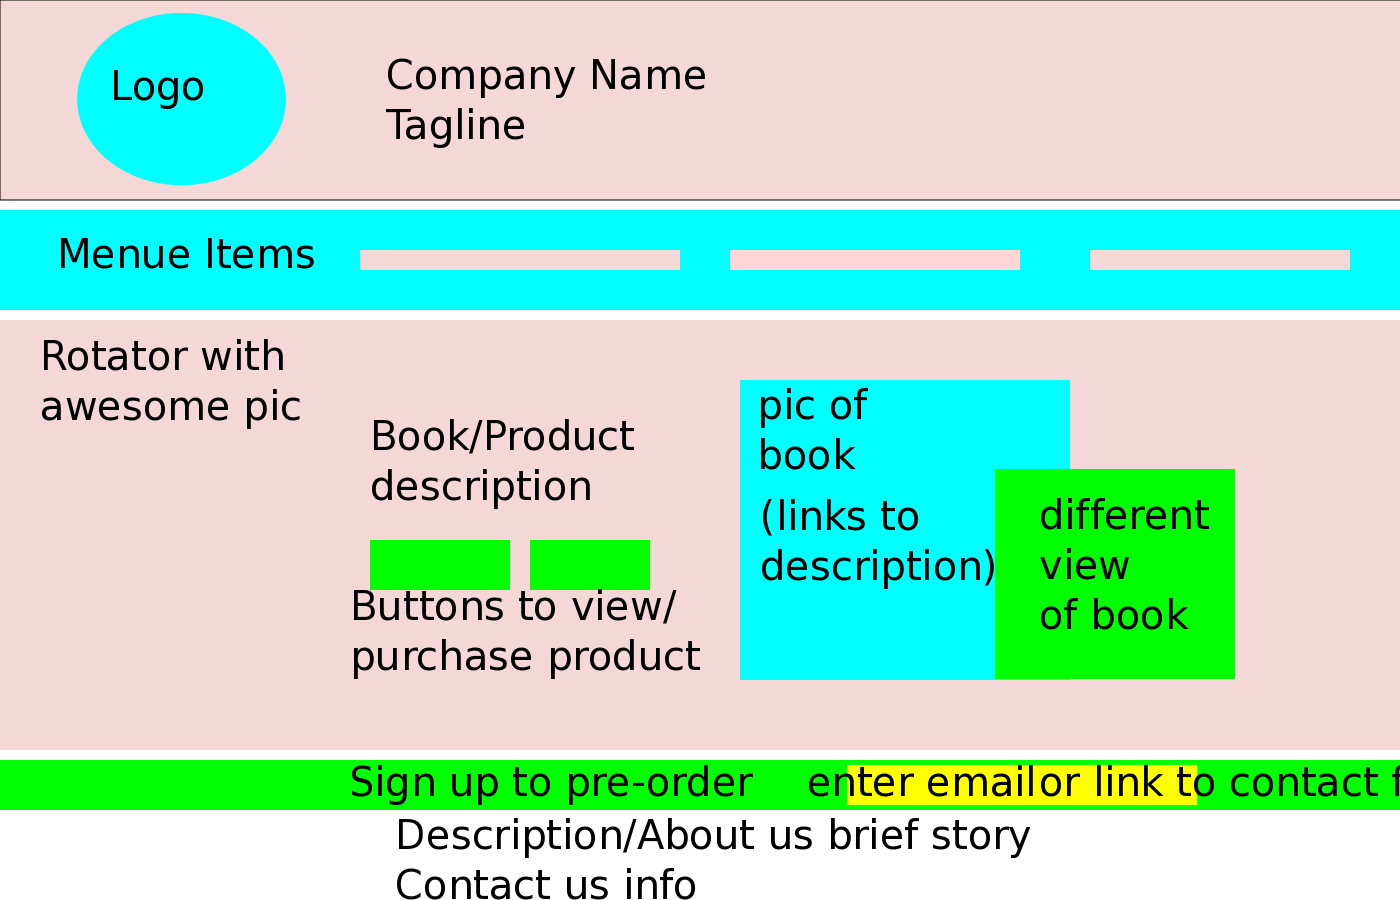 Logo
Company Name
Tagline
Menue Items
Rotator with
awesome pic
Book/Product
description
Buttons to view/
purchase product
pic of
book
(links to
description)
different
view
of book
Sign up to pre-order
enter email
or link to contact
Description/About us brief story
Contact us info